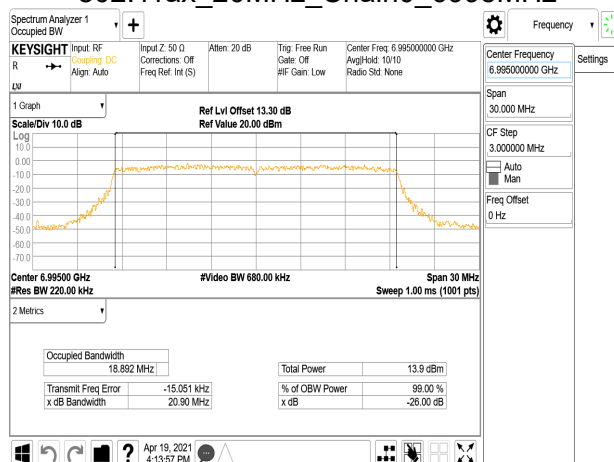 Spectrum Analyzer 1
Occupied BW
Frequency
KEYSIGHT
R
Input: RF
Coupling: DC
Align: Auto
Input Z: 50 Ω
Corrections: Off
Freq Ref: Int (S)
Atten: 20 dB
Trig: Free Run
Gate: Off
#IF Gain: Low
Center Freq: 6.995000000 GHz
Avg|Hold: 10/10
Radio Std: None
Center Frequency
6.995000000 GHz
Settings
Span
30.000 MHz
CF Step
3.000000 MHz
Auto
Man
Freq Offset
0 Hz
1 Graph
Scale/Div 10.0 dB
Ref Lvl Offset 13.30 dB
Ref Value 20.00 dBm
Log
10.0
0.00
-10.0
-20.0
-30.0
-40.0
-50.0
-60.0
-70.0
Center 6.99500 GHz
#Res BW 220.00 kHz
#Video BW 680.00 kHz
Span 30 MHz
Sweep 1.00 ms (1001 pts)
2 Metrics
Occupied Bandwidth
18.892 MHz
Transmit Freq Error -15.051 kHz
x dB Bandwidth 20.90 MHz
Total Power 13.9 dBm
% of OBW Power 99.00 %
x dB -26.00 dB
?
Apr 19, 2021
4:13:57 PM